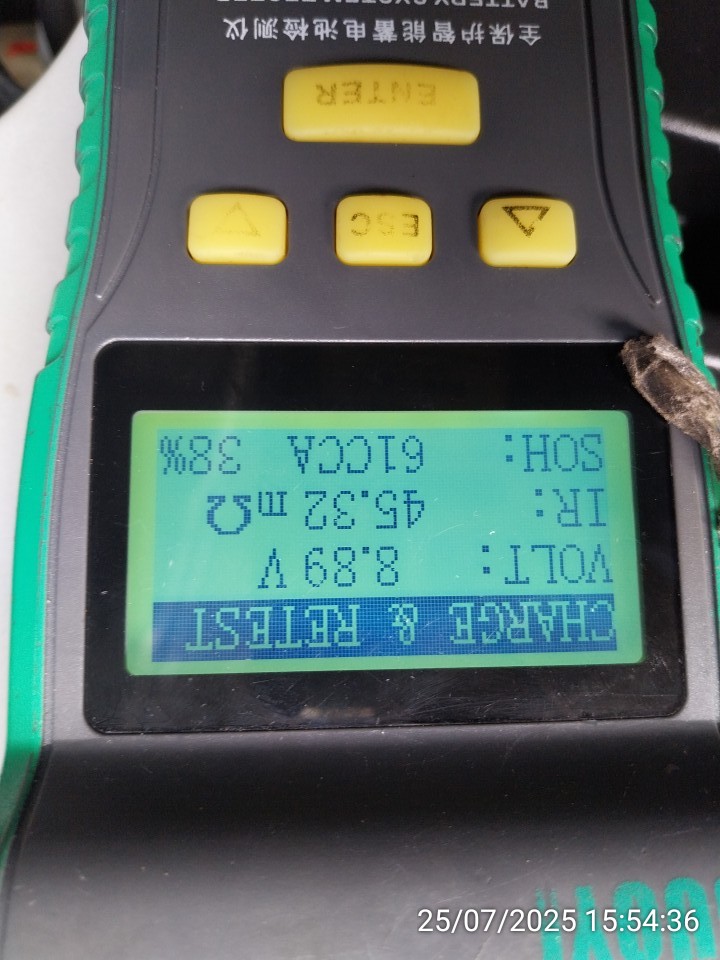 CHARGE & RETEST
VOLT: 8.89 V
IR: 45.32 mΩ
SOH: 61CCA 38%
ESC
ENTER
全保护智能蓄电池检测仪
25/07/2025 15:54:36